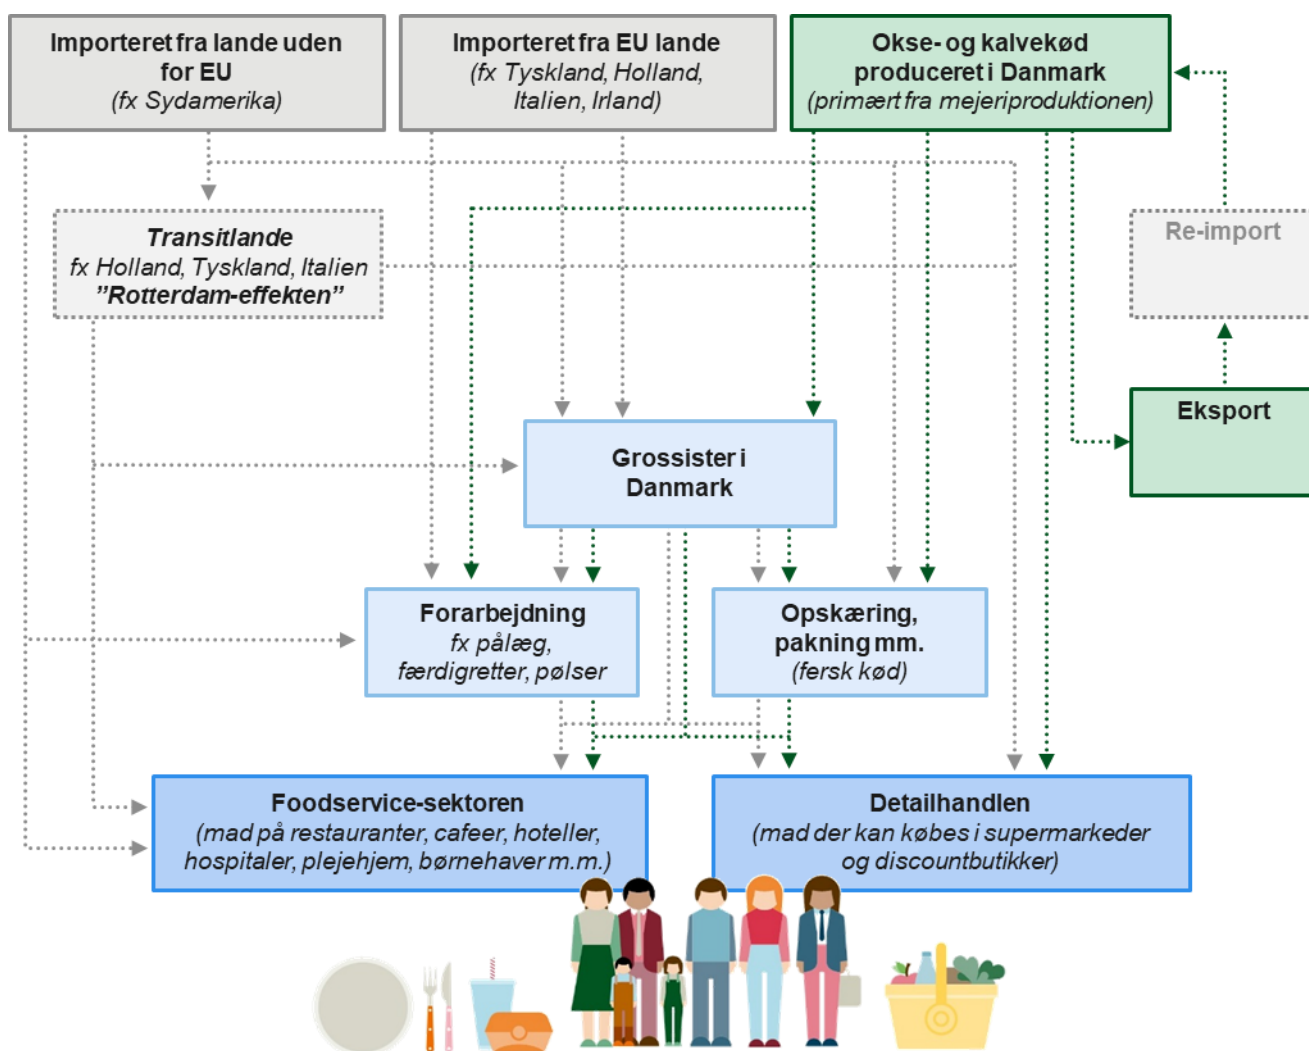 Importeret fra lande uden
for EU
(fx Sydamerika)
Importeret fra EU lande
(fx Tyskland, Holland,
Italien, Irland)
Okse- og kalvekød
produceret i Danmark
(primært fra mejeriproduktionen)
Transitlande
fx Holland, Tyskland, Italien
”Rotterdam-effekten”
Re-import
Eksport
Grossister i
Danmark
Forarbejdning
fx pålæg,
færdigretter, pølser
Opskæring,
pakning mm.
(fersk kød)
Foodservice-sektoren
(mad på restauranter, cafeer, hoteller,
hospitaler, plejehjem, børnehaver m.m.)
Detailhandlen
(mad der kan købes i supermarkeder
og discountbutikker)